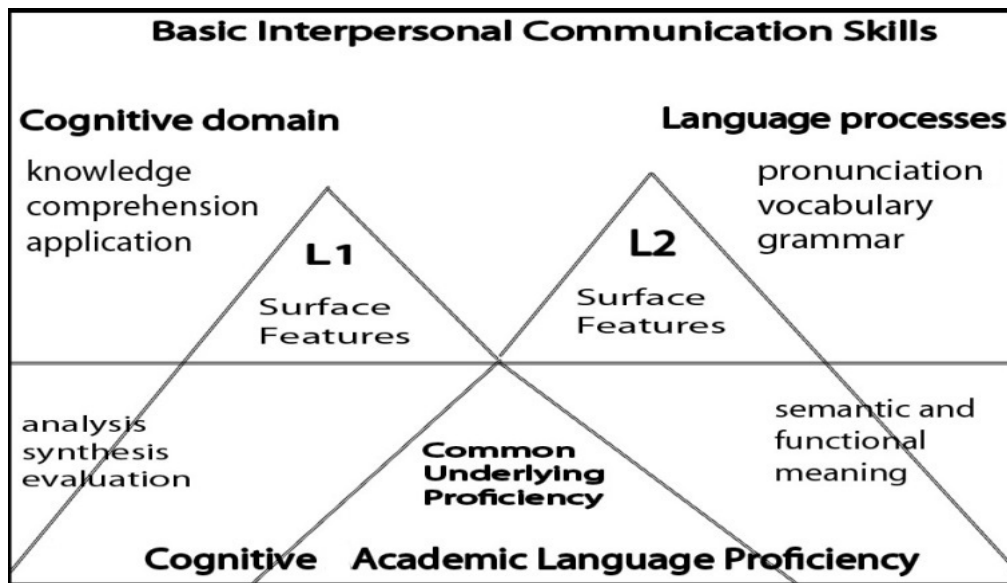 Basic Interpersonal Communication Skills
Cognitive domain
knowledge
comprehension
application
Language processes
pronunciation
vocabulary
grammar
L1
Surface
Features
L2
Surface
Features
analysis
synthesis
evaluation
Common
Underlying
Proficiency
semantic and
functional
meaning
Cognitive Academic Language Proficiency